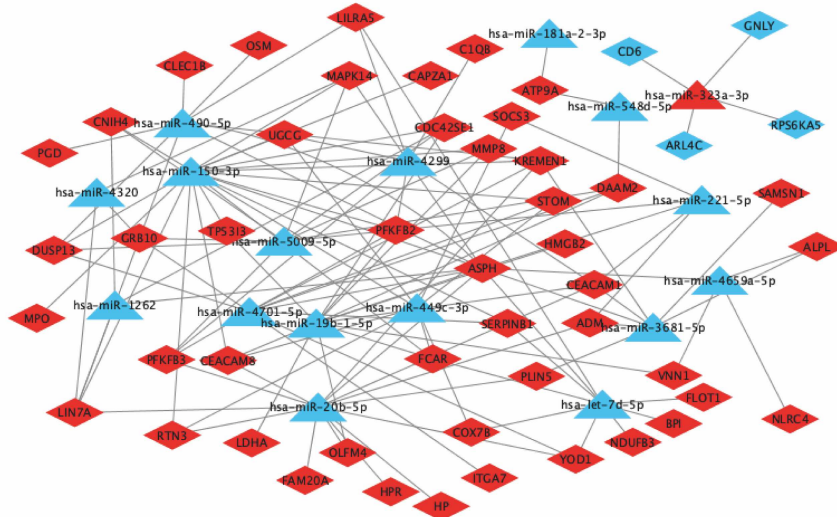 LILRA5
GNLY
OSM
hsa-miR-181a-2-3p
C1QB
CD6
CLEC1B
MAPK14
CAPZA1
ATP9A
hsa-miR-323a-3p
hsa-miR-548d-5p
CNIH4
hsa-miR-490-5p
UGCG
CDC42SE1
SOCS3
RPS6KA5
PGD
MMP8
ARL4C
hsa-miR-150-3p
hsa-miR-4299
KREMEN1
hsa-miR-4320
DAAM2
SAMSN1
STOM
hsa-miR-221-5p
TPS3I3
PFKFB2
GRB10
hsa-miR-5009-5p
HMGB2
DUSP13
ALPL
ASPH
CEACAM1
hsa-miR-4659a-5p
hsa-miR-1262
hsa-miR-4701-5p
hsa-miR-449c-3p
MPO
hsa-miR-19b-1-5p
SERPINB1
ADM
hsa-miR-3681-5p
PFKFB3
CEACAM8
FCAR
PLIN5
VNN1
hsa-miR-20b-5p
hsa-let-7d-5p
FLOT1
LIN7A
NLRC4
BPI
RTN3
LDHA
COX7B
NDUFB3
OLFM4
YOD1
FAM20A
ITGA7
HPR
HP